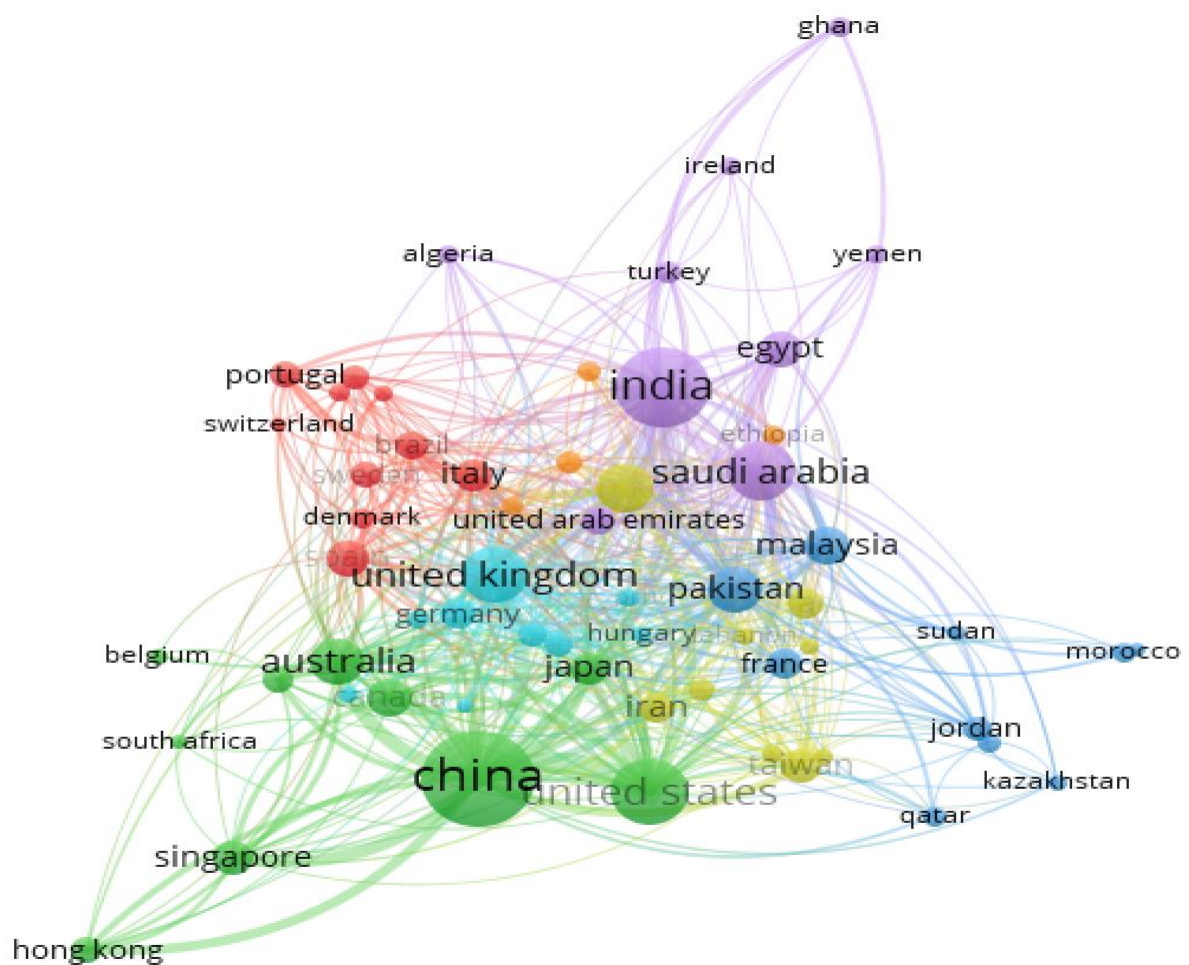 ghana
ireland
algeria
yemen
turkey
egypt
portugal
india
switzerland
ethiopia
brazil
sweden
italy
saudi arabia
denmark
united arab emirates
malaysia
spain
united kingdom
pakistan
germany
hungary
lebanon
sudan
belgium
australia
japan
france
morocco
canada
iran
jordan
south africa
taiwan
china
united states
kazakhstan
qatar
singapore
hong kong